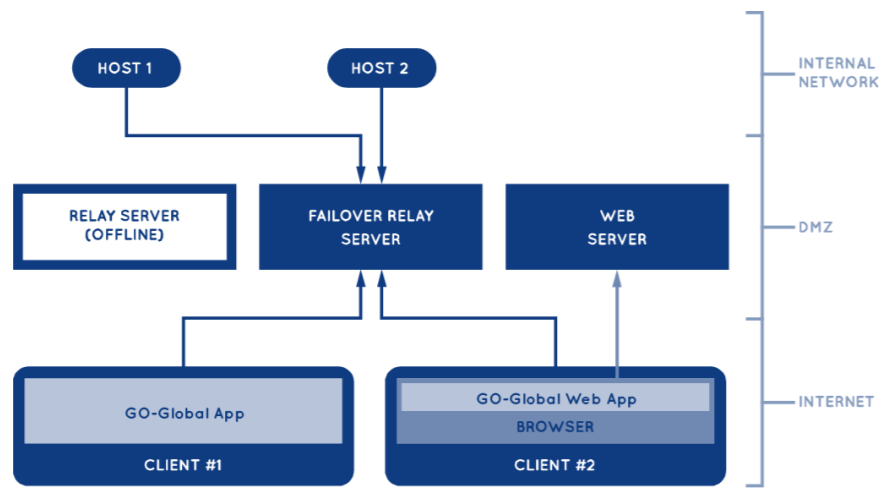 HOST 1
HOST 2
INTERNAL
NETWORK
RELAY SERVER
(OFFLINE)
FAILOVER RELAY
SERVER
WEB
SERVER
DMZ
GO-Global App
CLIENT #1
GO-Global Web App
BROWSER
CLIENT #2
INTERNET